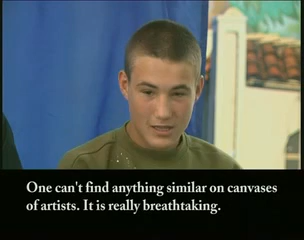 One can't find anything similar on canvases
of artists. It is really breathtaking.